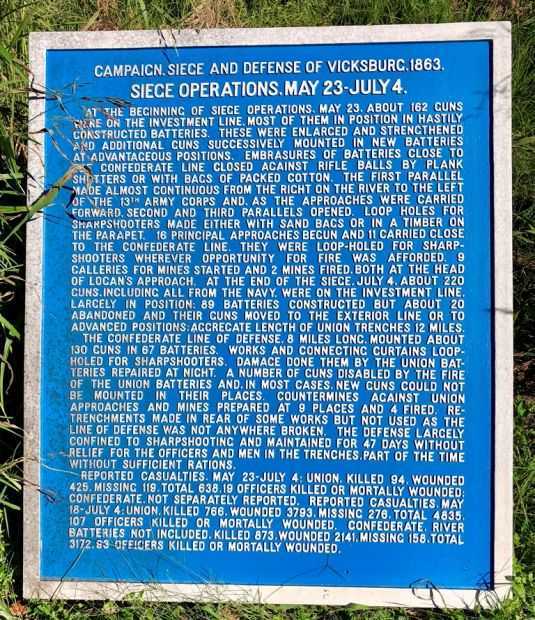 CAMPAIGN, SIEGE AND DEFENSE OF VICKSBURG, 1863.
SIEGE OPERATIONS, MAY 23-JULY 4.
AT THE BEGINNING OF SIEGE OPERATIONS, MAY 23, ABOUT 162 GUNS
WERE ON THE INVESTMENT LINE, MOST OF THEM IN POSITION IN HASTILY
CONSTRUCTED BATTERIES. THESE WERE ENLARGED AND STRENGTHENED
AND ADDITIONAL GUNS SUCCESSIVELY MOUNTED IN NEW BATTERIES
AT ADVANTAGEOUS POSITIONS. EMBRASURES OF BATTERIES CLOSE TO
CONFEDERATE LINE CLOSED AGAINST RIFLE BALLS BY PLANK
SHUTTERS OR WITH BAGS OF PACKED COTTON. THE FIRST PARALLEL
MADE ALMOST CONTINUOUS FROM THE RIGHT ON THE RIVER TO THE LEFT
OF THE 13TH ARMY CORPS AND, AS THE APPROACHES WERE CARRIED
FORWARD, SECOND AND THIRD PARALLELS OPENED. LOOP HOLES FOR
SHARPSHOOTERS MADE EITHER WITH SAND BAGS OR IN A TIMBER ON
THE PARAPET. 16 PRINCIPAL APPROACHES BEGUN AND 11 CARRIED CLOSE
TO THE CONFEDERATE LINE. THEY WERE LOOP-HOLED FOR SHARP-
SHOOTERS WHEREVER OPPORTUNITY FOR FIRE WAS AFFORDED. 9
GALLERIES FOR MINES STARTED AND 2 MINES FIRED, BOTH AT THE HEAD
OF LOGAN'S APPROACH. AT THE END OF THE SIEGE, JULY 4, ABOUT 220
GUNS, INCLUDING ALL FROM THE NAVY, WERE ON THE INVESTMENT LINE,
LARGELY IN POSITION; 89 BATTERIES CONSTRUCTED BUT ABOUT 20
ABANDONED AND THEIR GUNS MOVED TO THE EXTERIOR LINE OR TO
ADVANCED POSITIONS; AGGREGATE LENGTH OF UNION TRENCHES 12 MILES.
THE CONFEDERATE LINE OF DEFENSE, 8 MILES LONG, MOUNTED ABOUT
130 GUNS IN 67 BATTERIES. WORKS AND CONNECTING CURTAINS LOOP-
HOLED FOR SHARPSHOOTERS. DAMAGE DONE THEM BY THE UNION BAT-
TERIES REPAIRED AT NIGHT. A NUMBER OF GUNS DISABLED BY THE FIRE
OF THE UNION BATTERIES AND, IN MOST CASES, NEW GUNS COULD NOT
BE MOUNTED IN THEIR PLACES. COUNTERMINES AGAINST UNION
APPROACHES AND MINES PREPARED AT 9 PLACES AND 4 FIRED. RE-
TRENCHMENTS MADE IN REAR OF SOME WORKS BUT NOT USED AS THE
LINE OF DEFENSE WAS NOT ANYWHERE BROKEN. THE DEFENSE LARGELY
CONFINED TO SHARPSHOOTING AND MAINTAINED FOR 47 DAYS WITHOUT
RELIEF FOR THE OFFICERS AND MEN IN THE TRENCHES, PART OF THE TIME
WITHOUT SUFFICIENT RATIONS.
REPORTED CASUALTIES, MAY 23-JULY 4: UNION, KILLED 94, WOUNDED
425, MISSING 119, TOTAL 638, 19 OFFICERS KILLED OR MORTALLY WOUNDED;
CONFEDERATE, NOT SEPARATELY REPORTED. REPORTED CASUALTIES, MAY
18-JULY 4: UNION, KILLED 766, WOUNDED 3793, MISSING 276, TOTAL 4835,
107 OFFICERS KILLED OR MORTALLY WOUNDED. CONFEDERATE, RIVER
BATTERIES NOT INCLUDED, KILLED 873, WOUNDED 2141, MISSING 158, TOTAL
3172, 93 OFFICERS KILLED OR MORTALLY WOUNDED.